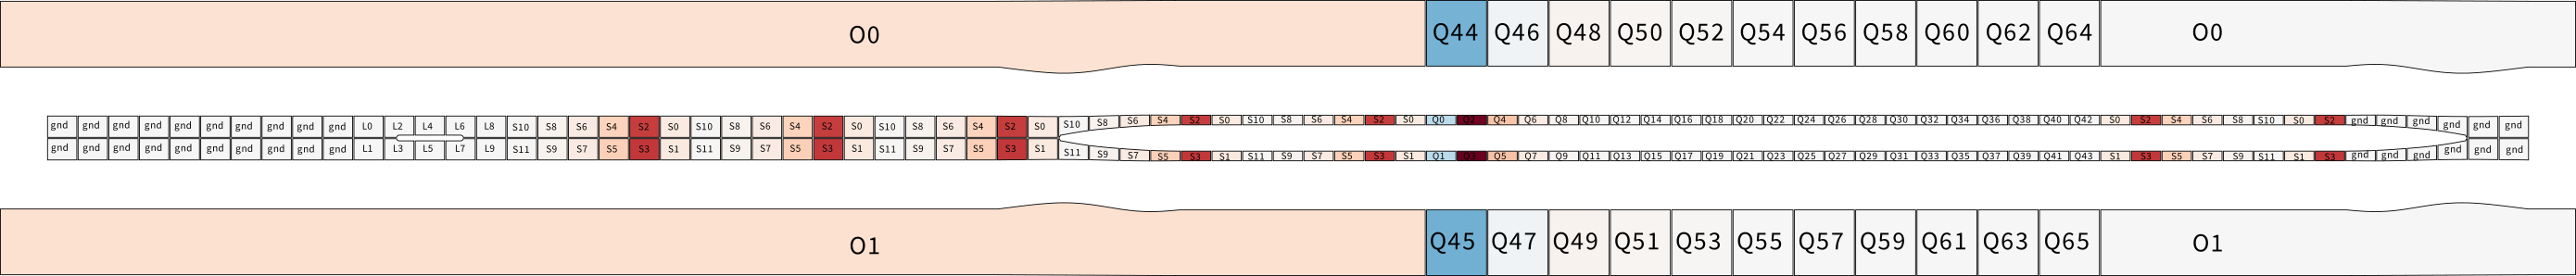 O0 Q44 Q46 Q48 Q50 Q52 Q54 Q56 Q58 Q60 Q62 Q64 O0
gnd gnd gnd gnd gnd gnd gnd gnd gnd gnd L0 L2 L4 L6 L8 S10 S8 S6 S4 S2 S0 S10 S8 S6 S4 S2 S0 S10 S8 S6 S4 S2 S0 S10 S8 S6 S4 S2 S0 S10 S8 S6 S4 S2 S0 Q0 Q2 Q4 Q6 Q8 Q10 Q12 Q14 Q16 Q18 Q20 Q22 Q24 Q26 Q28 Q30 Q32 Q34 Q36 Q38 Q40 Q42 S0 S2 S4 S6 S8 S10 S0 S2 gnd gnd gnd gnd gnd gnd
gnd gnd gnd gnd gnd gnd gnd gnd gnd gnd L1 L3 L5 L7 L9 S11 S9 S7 S5 S3 S1 S11 S9 S7 S5 S3 S1 S11 S9 S7 S5 S3 S1 S11 S9 S7 S5 S3 S1 S11 S9 S7 S5 S3 S1 Q1 Q3 Q5 Q7 Q9 Q11 Q13 Q15 Q17 Q19 Q21 Q23 Q25 Q27 Q29 Q31 Q33 Q35 Q37 Q39 Q41 Q43 S1 S3 S5 S7 S9 S11 S1 S3 gnd gnd gnd gnd gnd gnd
O1 Q45 Q47 Q49 Q51 Q53 Q55 Q57 Q59 Q61 Q63 Q65 O1